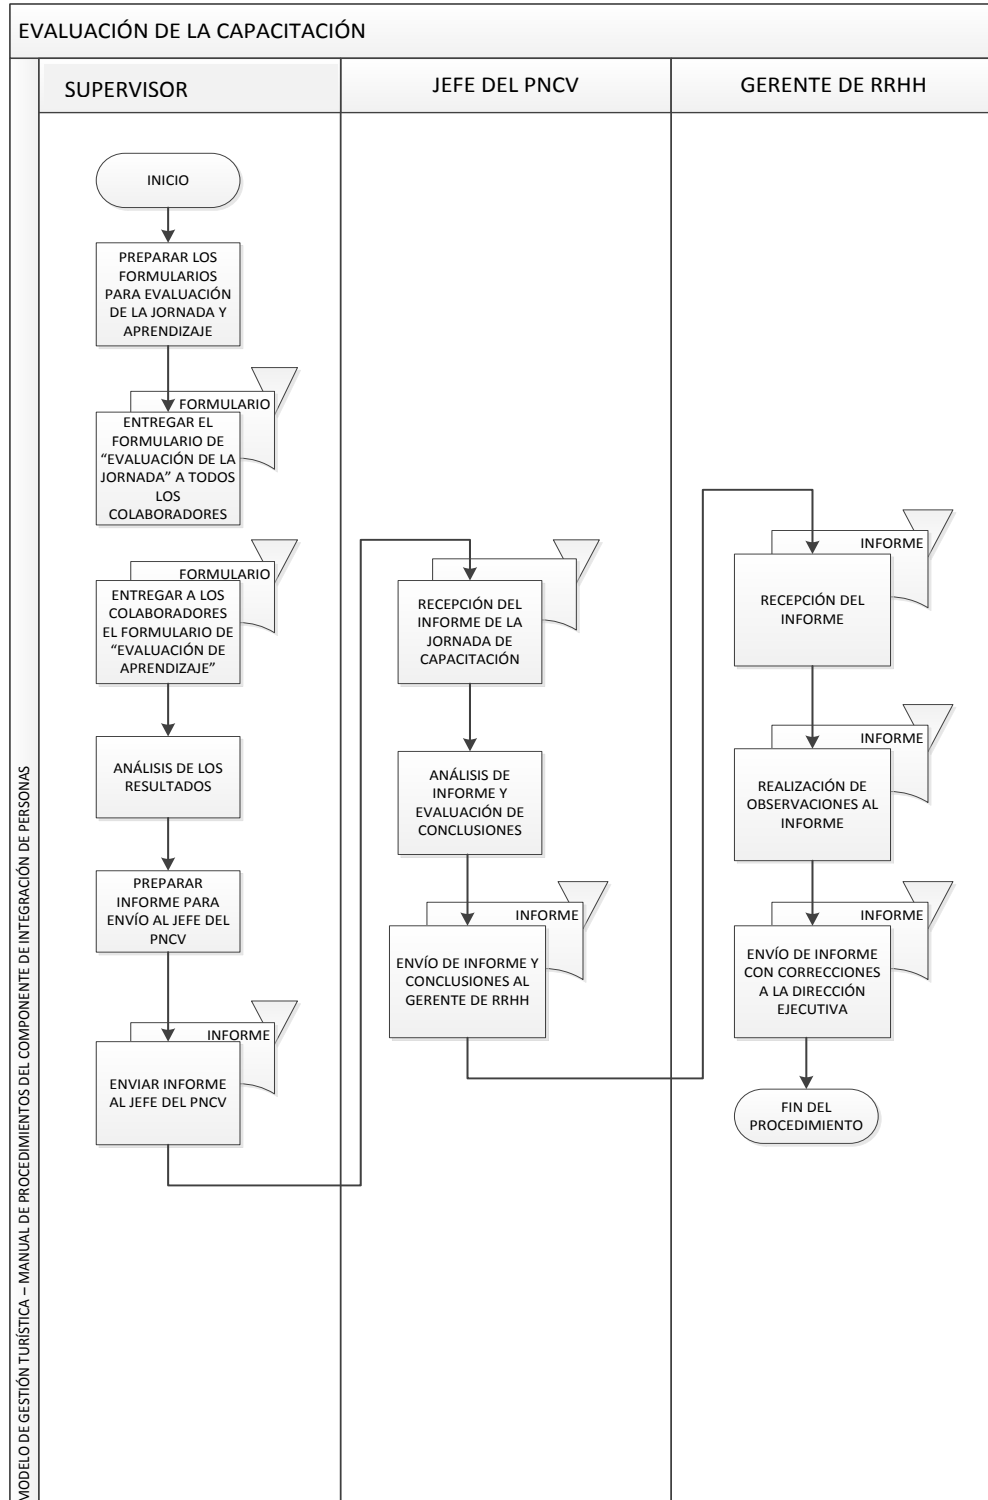 EVALUACIÓN DE LA CAPACITACIÓN
SUPERVISOR
JEFE DEL PNCV
GERENTE DE RRHH
INICIO
PREPARAR LOS
FORMULARIOS
PARA EVALUACIÓN
DE LA JORNADA Y
APRENDIZAJE
FORMULARIO
ENTREGAR EL
FORMULARIO DE
“EVALUACIÓN DE LA
JORNADA” A TODOS
LOS
COLABORADORES
FORMULARIO
ENTREGAR A LOS
COLABORADORES
EL FORMULARIO DE
“EVALUACIÓN DE
APRENDIZAJE”
ANÁLISIS DE LOS
RESULTADOS
PREPARAR
INFORME PARA
ENVÍO AL JEFE DEL
PNCV
INFORME
ENVIAR INFORME
AL JEFE DEL PNCV
RECEPCIÓN DEL
INFORME DE LA
JORNADA DE
CAPACITACIÓN
ANÁLISIS DE
INFORME Y
EVALUACIÓN DE
CONCLUSIONES
INFORME
ENVÍO DE INFORME Y
CONCLUSIONES AL
GERENTE DE RRHH
INFORME
RECEPCIÓN DEL
INFORME
INFORME
REALIZACIÓN DE
OBSERVACIONES AL
INFORME
INFORME
ENVÍO DE INFORME
CON CORRECCIONES
A LA DIRECCIÓN
EJECUTIVA
FIN DEL
PROCEDIMIENTO
MODELO DE GESTIÓN TURÍSTICA – MANUAL DE PROCEDIMIENTOS DEL COMPONENTE DE INTEGRACIÓN DE PERSONAS